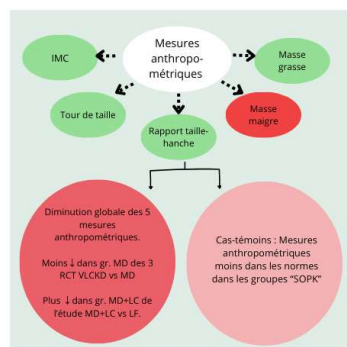 Mesures
anthropo-
métriques
IMC
Masse
grasse
Tour de taille
Masse
maigre
Rapport taille-
hanche
Diminution globale des 5
mesures
anthropométriques.
Moins ↓ dans gr. MD des 3
RCT VLCKD vs MD
Plus ↓ dans gr. MD+LC de
l'étude MD+LC vs LF.
Cas-témoins : Mesures
anthropométriques
moins dans les normes
dans les groupes "SOPK"